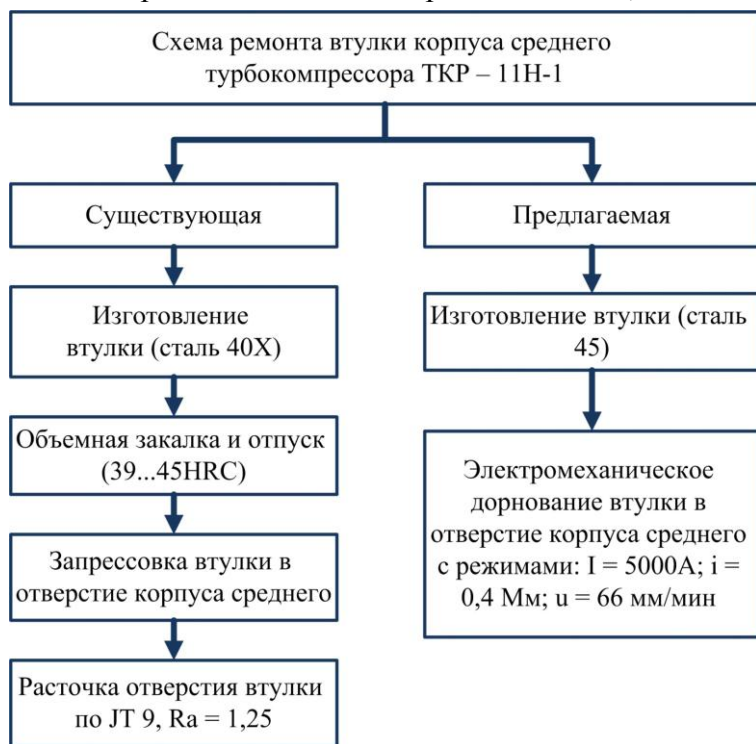 Схема ремонта втулки корпуса среднего
турбокомпрессора ТКР – 11Н-1
Существующая
Изготовление
втулки (сталь 40Х)
Объемная закалка и отпуск
(39...45HRC)
Запрессовка втулки в
отверстие корпуса среднего
Расточка отверстия втулки
по JT 9, Ra = 1,25
Предлагаемая
Изготовление втулки (сталь
45)
Электромеханическое
дорнование втулки в
отверстие корпуса среднего
с режимами: I = 5000А; i =
0,4 Мм; u = 66 мм/мин